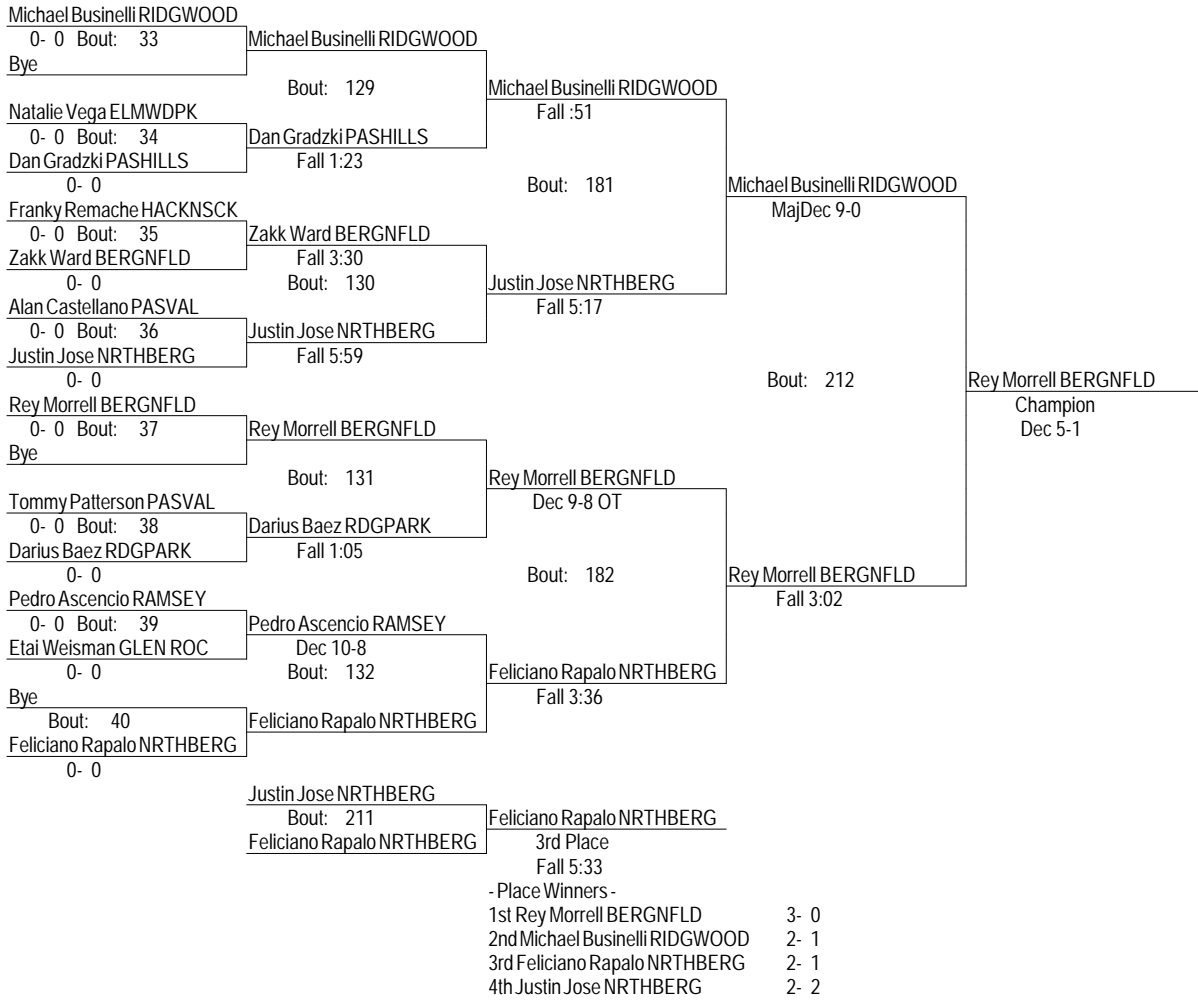 Michael Businelli RIDGWOOD
0- 0 Bout: 33
Michael Businelli RIDGWOOD
Bye
Bout: 129
Michael Businelli RIDGWOOD
Natalie Vega ELMWDPK
Fall :51
0- 0 Bout: 34
Dan Gradzki PASHILLS
Dan Gradzki PASHILLS
Fall 1:23
0- 0
Bout: 181
Michael Businelli RIDGWOOD
Franky Remache HACKNSCK
MajDec 9-0
0- 0 Bout: 35
Zakk Ward BERGNFLD
Zakk Ward BERGNFLD
Fall 3:30
0- 0
Bout: 130
Justin Jose NRTHBERG
Alan Castellano PASVAL
Fall 5:17
0- 0 Bout: 36
Justin Jose NRTHBERG
Justin Jose NRTHBERG
Fall 5:59
0- 0
Bout: 212
Rey Morrell BERGNFLD
Rey Morrell BERGNFLD
Champion
0- 0 Bout: 37
Rey Morrell BERGNFLD
Dec 5-1
Bye
Bout: 131
Rey Morrell BERGNFLD
Tommy Patterson PASVAL
Dec 9-8 OT
0- 0 Bout: 38
Darius Baez RDGPARK
Darius Baez RDGPARK
Fall 1:05
0- 0
Bout: 182
Rey Morrell BERGNFLD
Pedro Ascencio RAMSEY
Fall 3:02
0- 0 Bout: 39
Pedro Ascencio RAMSEY
Etai Weisman GLEN ROC
Dec 10-8
0- 0
Bout: 132
Feliciano Rapalo NRTHBERG
Bye
Fall 3:36
Bout: 40
Feliciano Rapalo NRTHBERG
Feliciano Rapalo NRTHBERG
0- 0
Justin Jose NRTHBERG
Bout: 211
Feliciano Rapalo NRTHBERG
Feliciano Rapalo NRTHBERG
3rd Place
Fall 5:33
- Place Winners -
1st Rey Morrell BERGNFLD 3- 0
2nd Michael Businelli RIDGWOOD 2- 1
3rd Feliciano Rapalo NRTHBERG 2- 1
4th Justin Jose NRTHBERG 2- 2